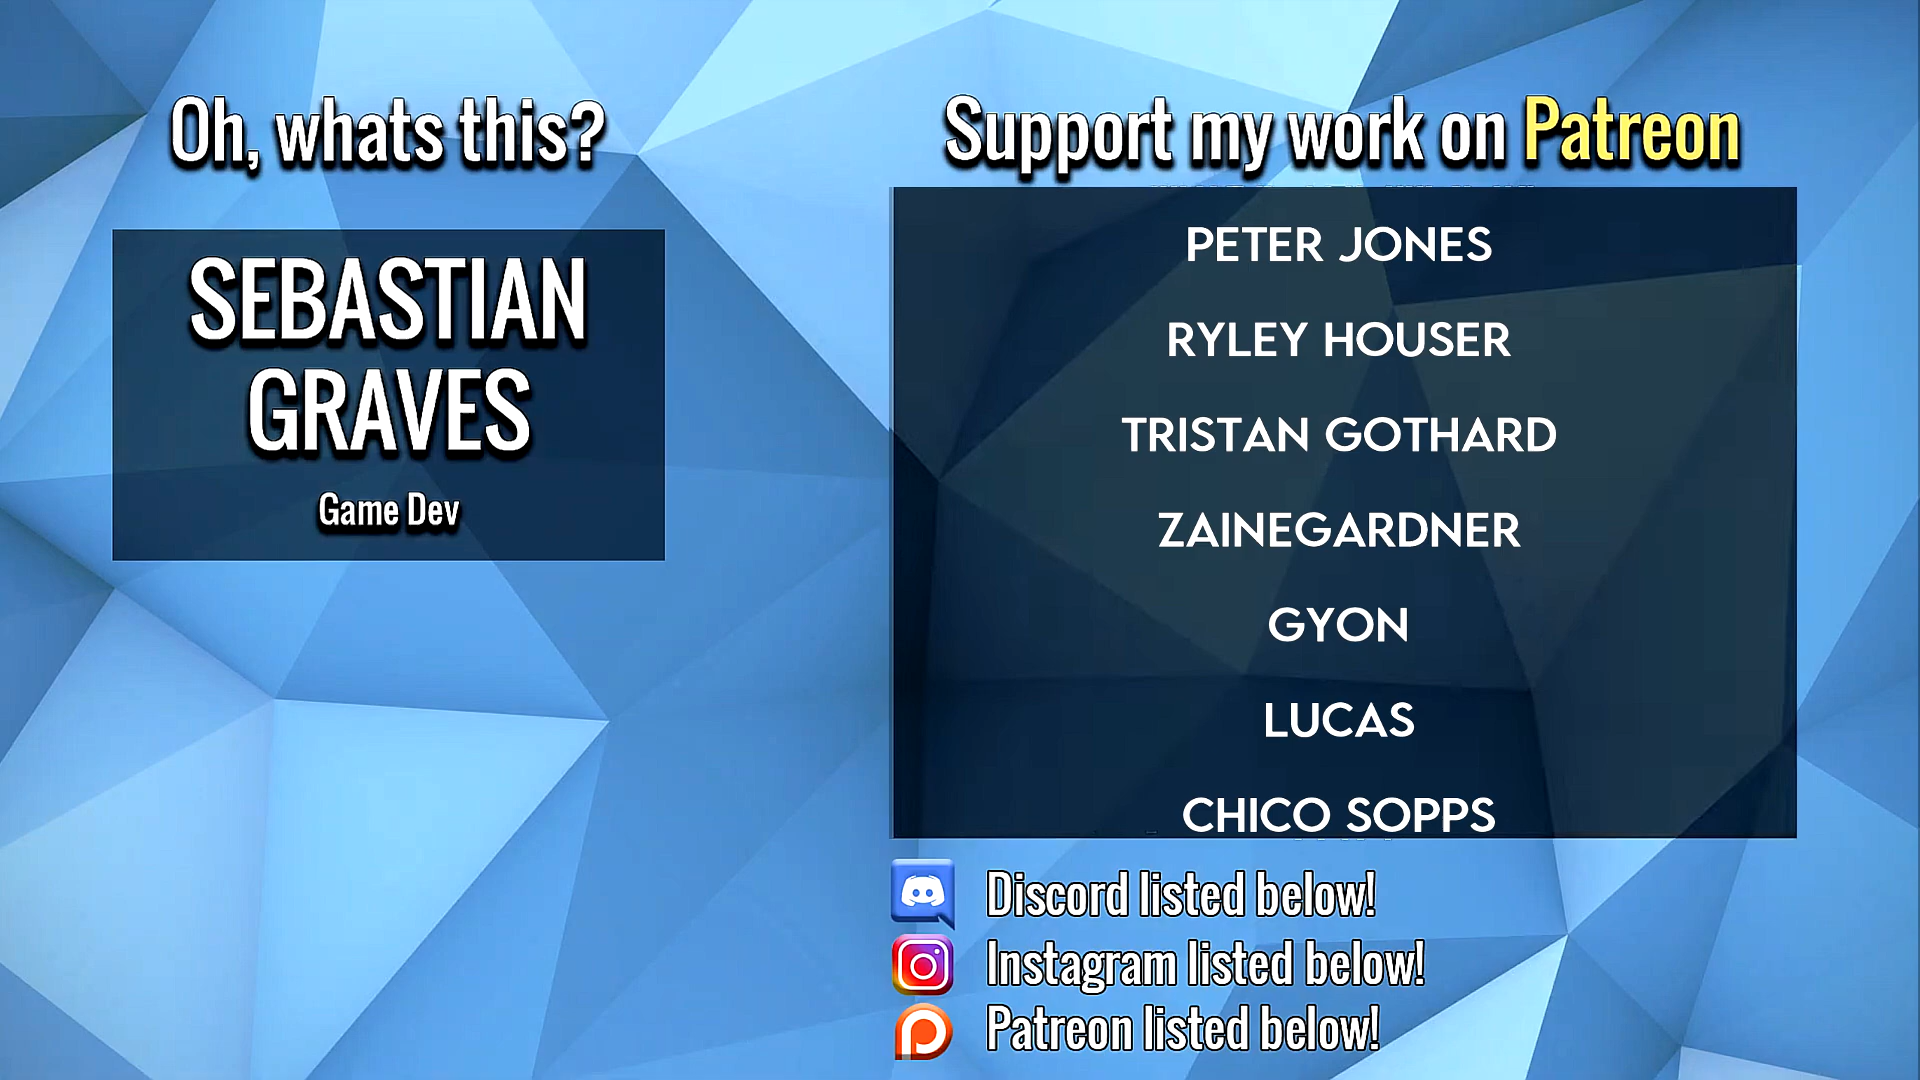 Oh, whats this?
SEBASTIAN
GRAVES
Game Dev
Support my work on Patreon
PETER JONES
RYLEY HOUSER
TRISTAN GOTHARD
ZAINEGARDNER
GYON
LUCAS
CHICO SOPPS
Discord listed below!
Instagram listed below!
Patreon listed below!